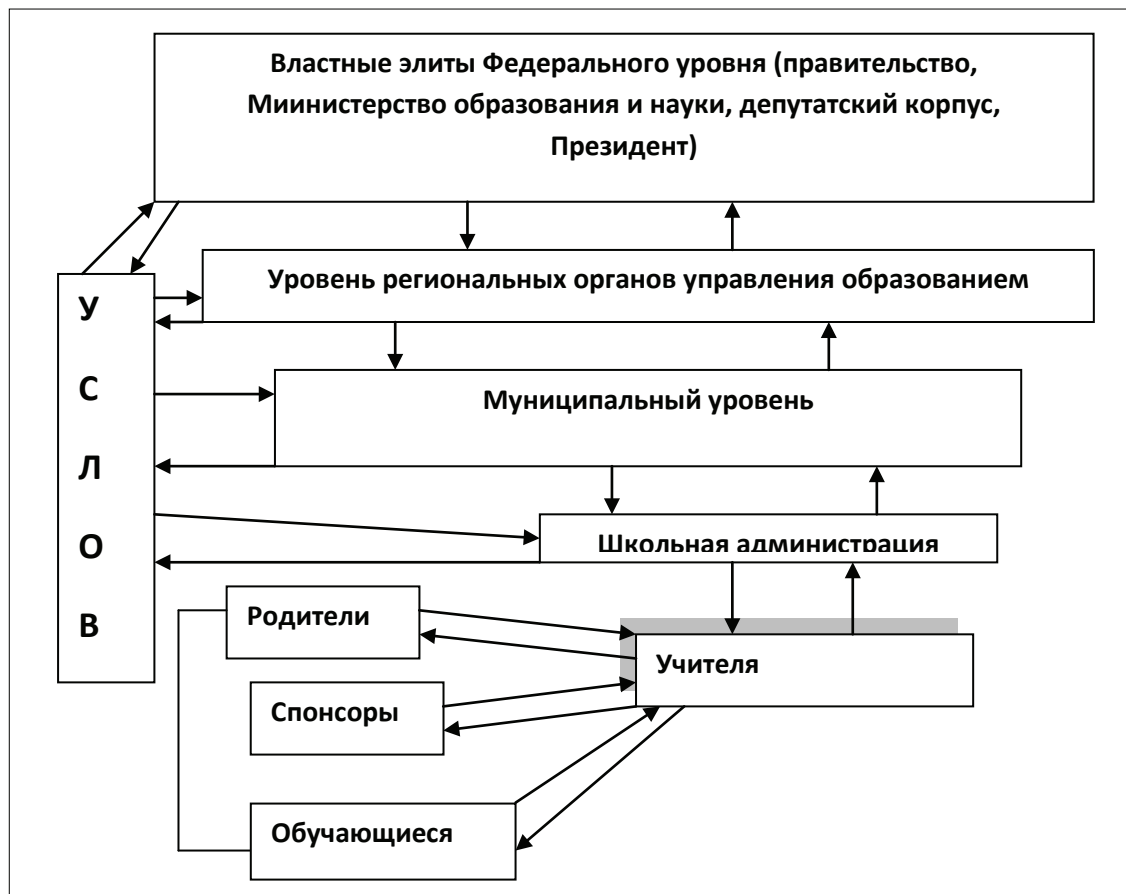 Властные элиты Федерального уровня (правительство,
Миинистерство образования и науки, депутатский корпус,
Президент)
Уровень региональных органов управления образованием
У
С
Л
О
В
Муниципальный уровень
Школьная администрация
Родители
Учителя
Спонсоры
Обучающиеся